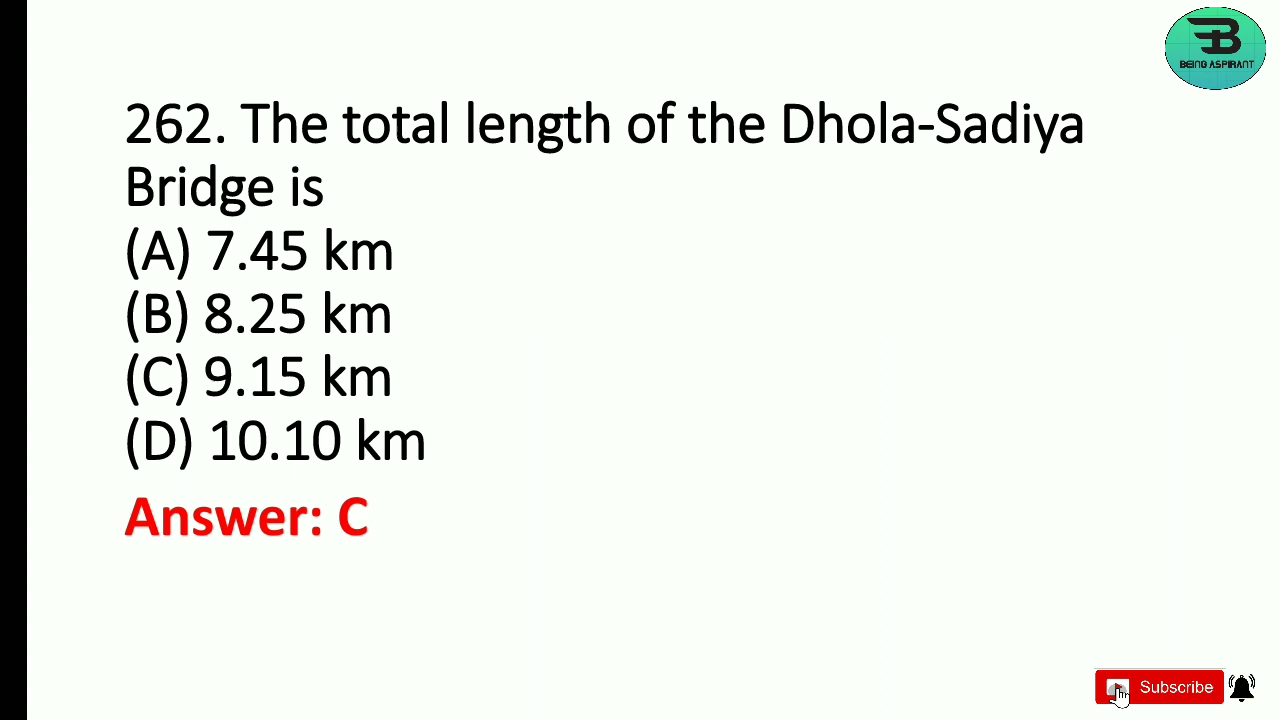 BEING ASPIRANT
262. The total length of the Dhola-Sadiya
Bridge is
(A) 7.45 km
(B) 8.25 km
(C) 9.15 km
(D) 10.10 km
Answer: C
Subscribe